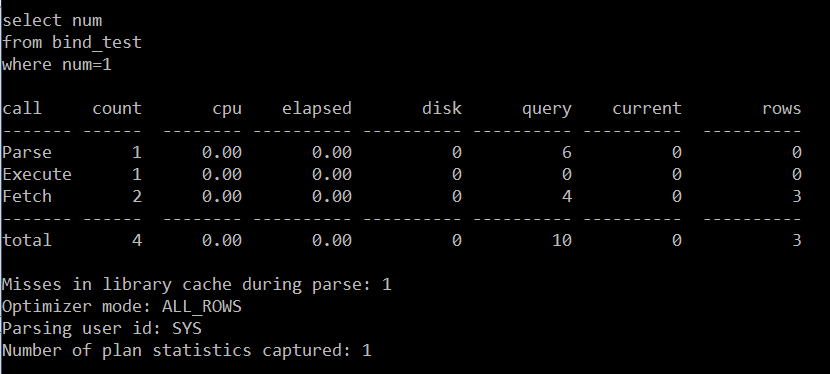 select num
from bind_test
where num=1
call     count       cpu    elapsed       disk      query    current        rows
------- ------  -------- ---------- ---------- ---------- ----------  ----------
Parse        1      0.00       0.00          0          6          0           0
Execute      1      0.00       0.00          0          0          0           0
Fetch        2      0.00       0.00          0          4          0           3
------- ------  -------- ---------- ---------- ---------- ----------  ----------
total        4      0.00       0.00          0         10          0           3
Misses in library cache during parse: 1
Optimizer mode: ALL_ROWS
Parsing user id: SYS
Number of plan statistics captured: 1